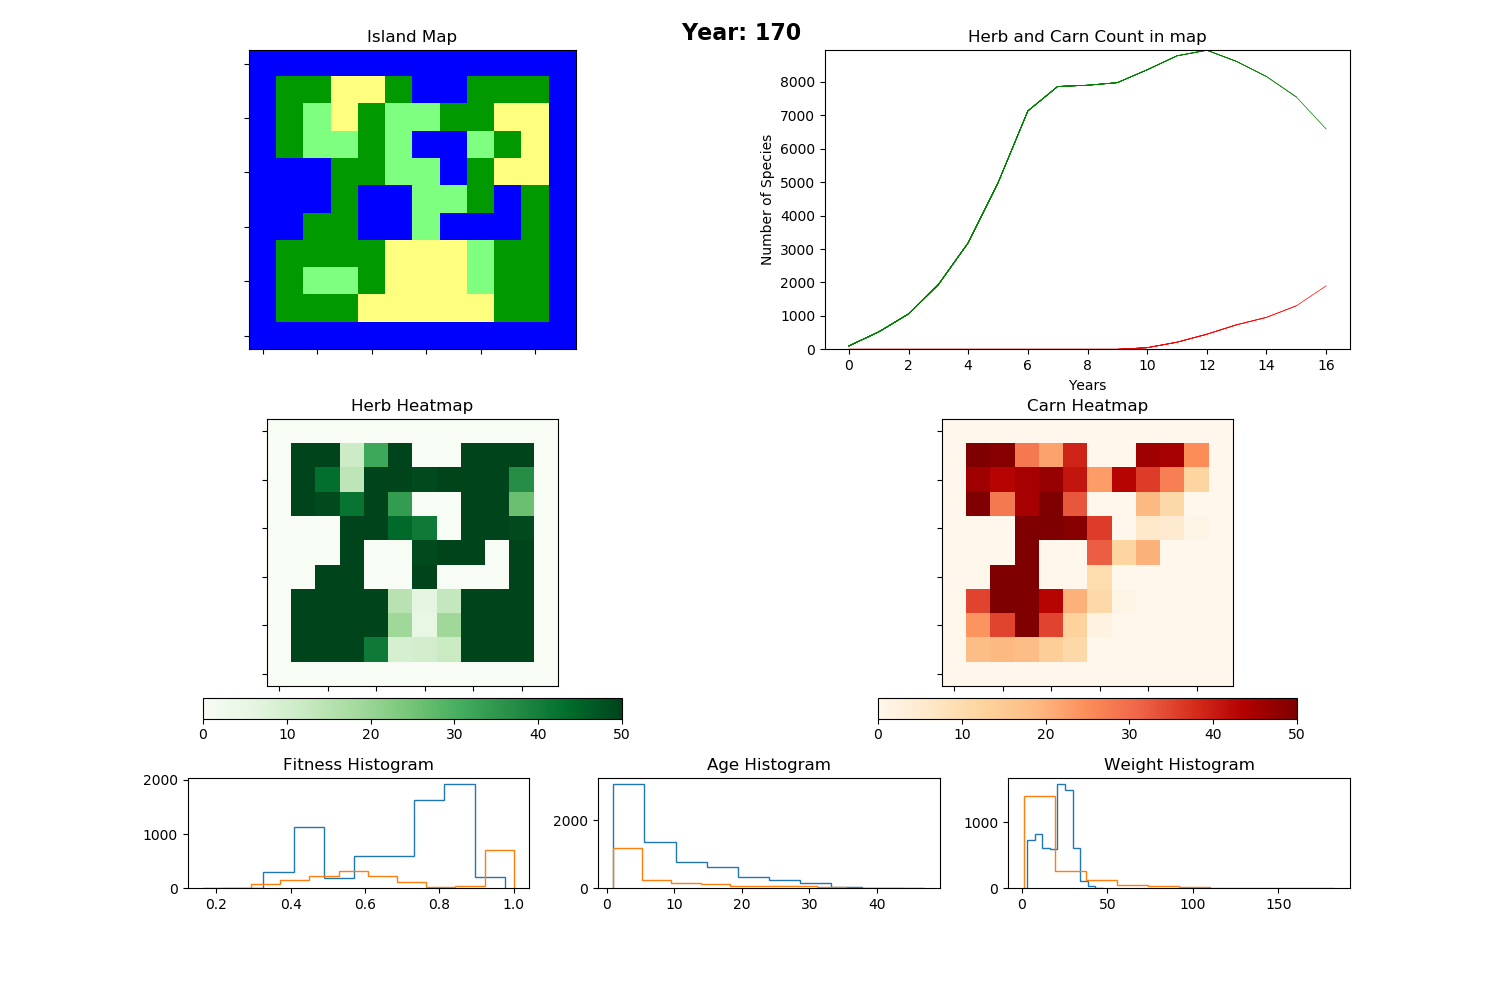 Year: 170
Island Map
Herb and Carn Count in map
Number of Species
8000
7000
6000
5000
4000
3000
2000
1000
0
0 2 4 6 8 10 12 14 16
Years
Herb Heatmap
Carn Heatmap
0 10 20 30 40 50
0 10 20 30 40 50
Fitness Histogram
2000
1000
0
0.2 0.4 0.6 0.8 1.0
Age Histogram
2000
0
0 10 20 30 40
Weight Histogram
1000
0
0 50 100 150